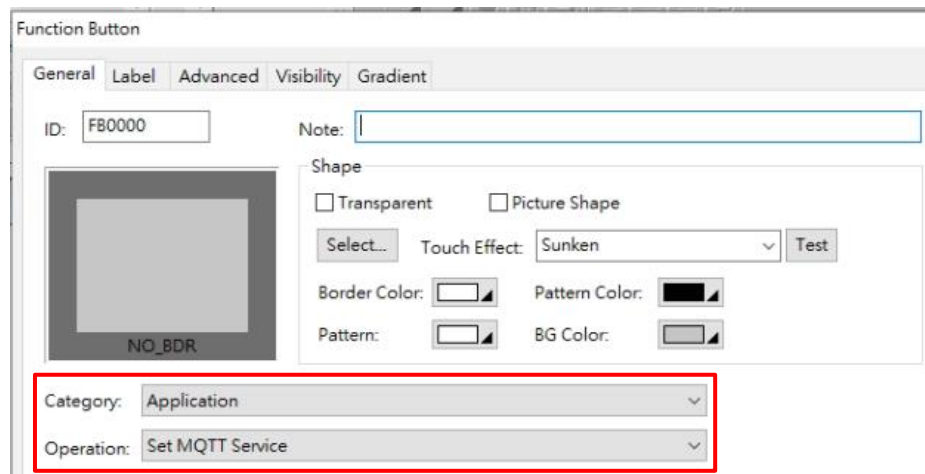 Function Button
General Label Advanced Visibility Gradient
ID: FB0000 Note:
Shape
Transparent Picture Shape
Select... Touch Effect: Sunken Test
Border Color: Pattern Color:
Pattern: BG Color:
NO_BDR
Category: Application
Operation: Set MQTT Service